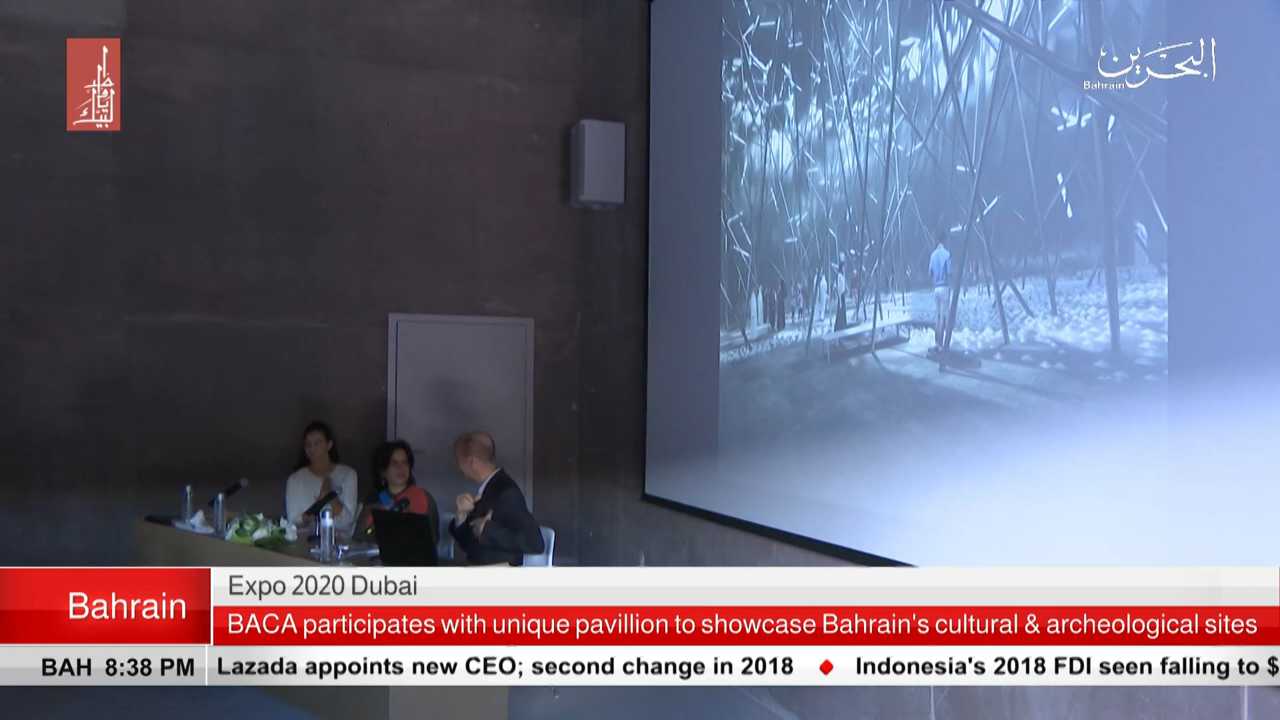 البحرين
Bahrain
Bahrain
Expo 2020 Dubai
BACA participates with unique pavillion to showcase Bahrain's cultural & archeological sites
BAH 8:38 PM
Lazada appoints new CEO; second change in 2018 ♦ Indonesia's 2018 FDI seen falling to $